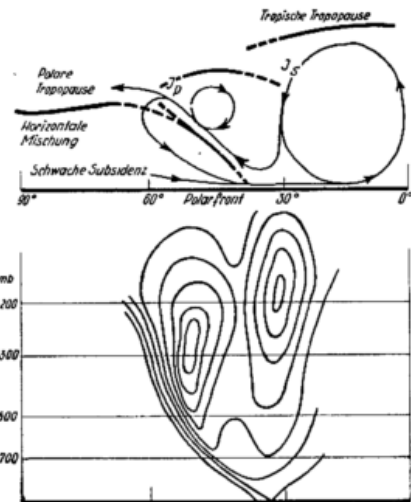 Tropische Tropopause
Polare
Tropopause
Jp
Js
Horizontale
Mischung
Schwache Subsidenz
90°
60°
Polarfront
30°
0°
mb
200
300
500
700